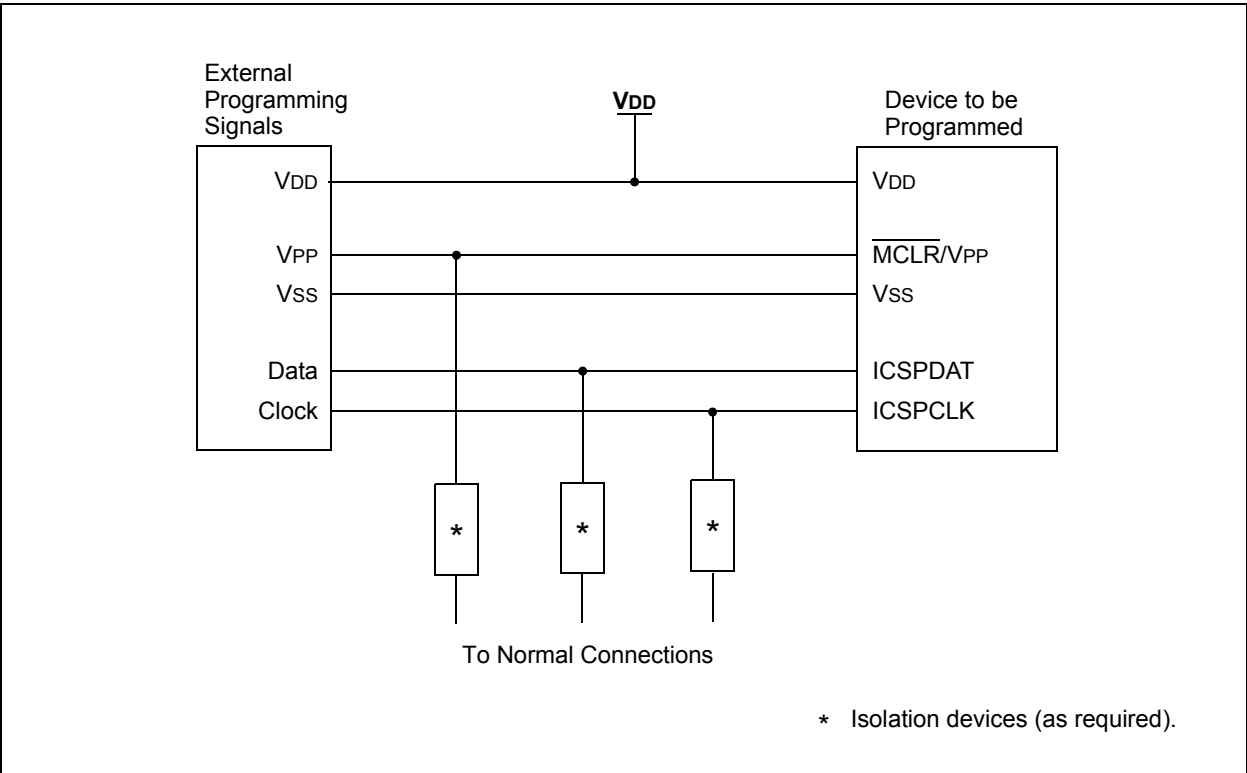 External
Programming
Signals
VDD
Device to be
Programmed
VDD
VPP
VSS
Data
Clock
VDD
MCLR/VPP
VSS
ICSPDAT
ICSPCLK
*
*
*
To Normal Connections
* Isolation devices (as required).